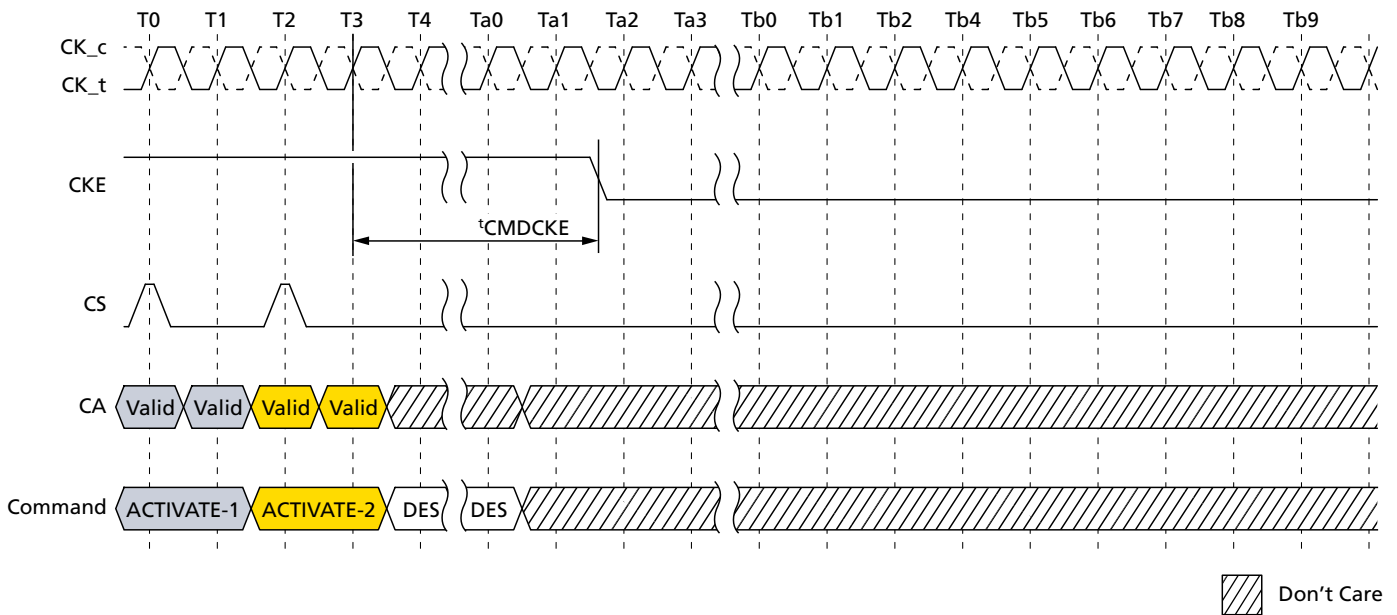 T0 T1 T2 T3 T4 Ta0 Ta1 Ta2 Ta3 Tb0 Tb1 Tb2 Tb4 Tb5 Tb6 Tb7 Tb8 Tb9
CK_c
CK_t
CKE
tCMDCKE
CS
CA Valid Valid Valid Valid
Command ACTIVATE-1 ACTIVATE-2 DES DES
Don't Care